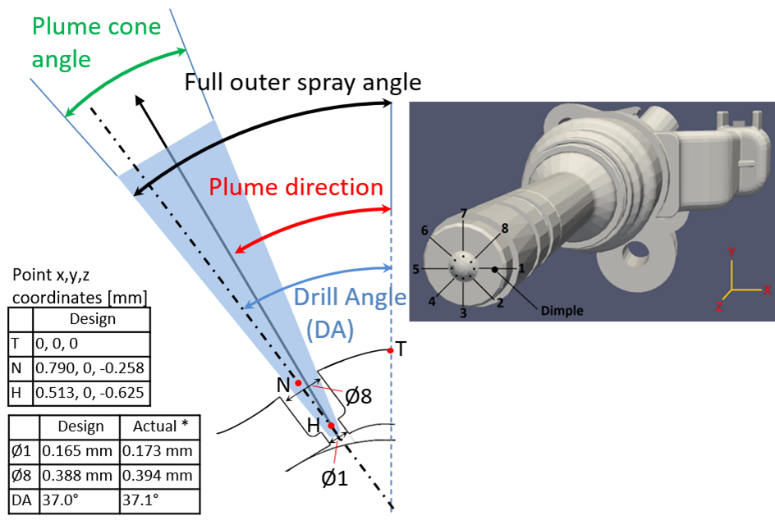 Plume cone
angle
Full outer spray angle
Plume direction
Drill Angle
(DA)
Point x,y,z
coordinates [mm]
Design
T 0, 0, 0
N 0.790, 0, -0.258
H 0.513, 0, -0.625
Design Actual *
Ø1 0.165 mm 0.173 mm
Ø8 0.388 mm 0.394 mm
DA 37.0° 37.1°
T
N
Ø8
H
Ø1
7
6 8
5 1
4 2
3
Dimple
Y
X
Z